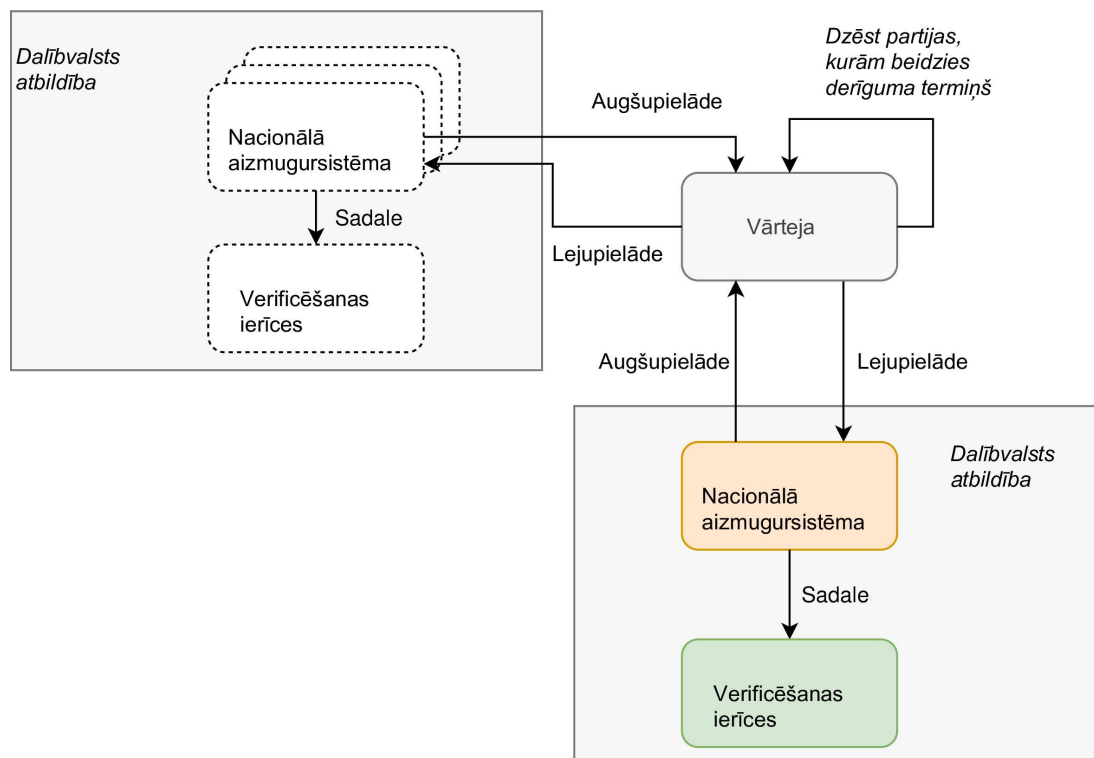 Dalībvalsts
atbildība
Nacionālā
aizmugursistēma
Sadale
Verificēšanas
ierīces
Augšupielāde
Lejupielāde
Dzēst partijas,
kurām beidzies
derīguma termiņš
Vārteja
Augšupielāde
Lejupielāde
Dalībvalsts
atbildība
Nacionālā
aizmugursistēma
Sadale
Verificēšanas
ierīces